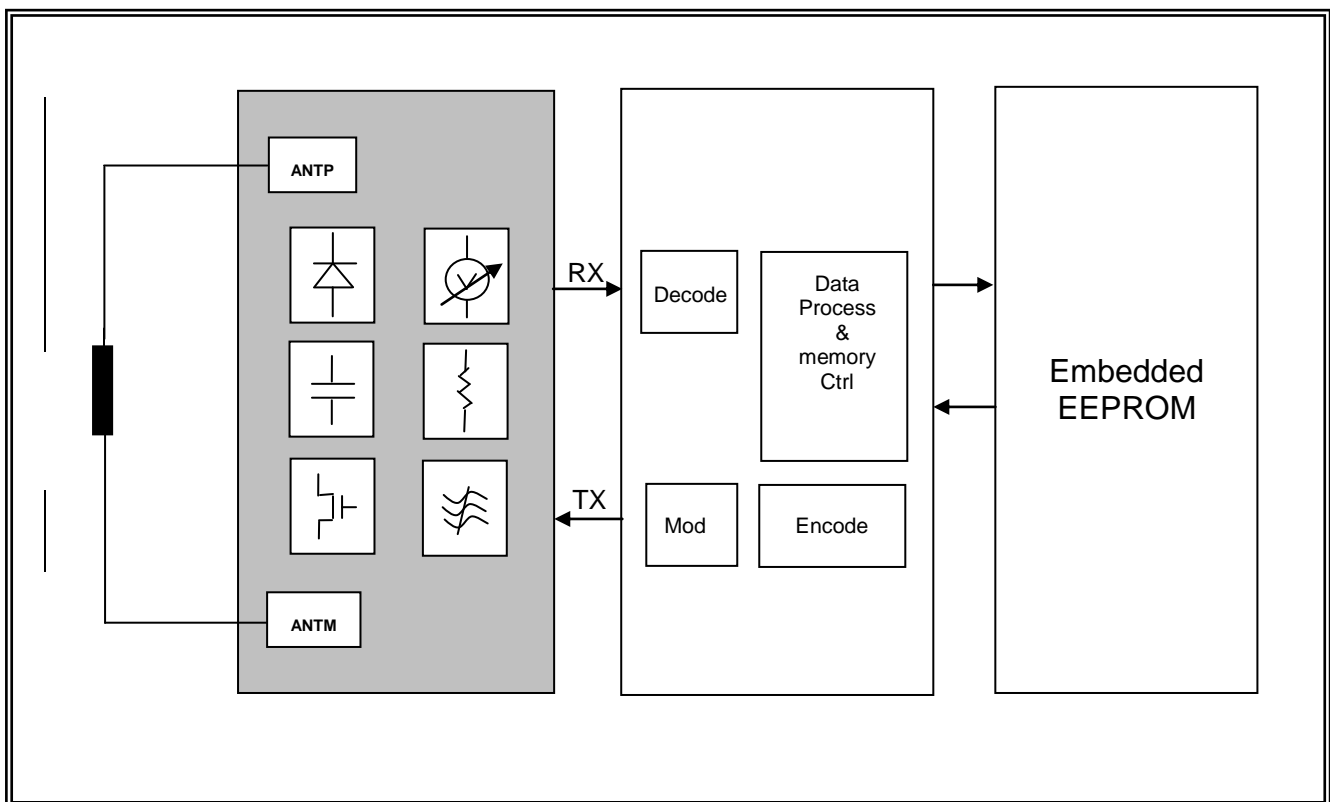 ANTP
RX
Decode
Data
Process
&
memory
Ctrl
Embedded
EEPROM
TX
Mod
Encode
ANTM